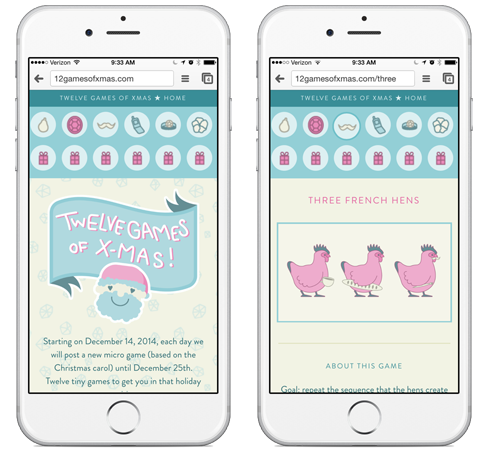 Verizon 9:33 AM
12gamesofxmas.com 4
TWELVE GAMES OF XMAS ★ HOME
TWELVE GAMES
OF X-MAS!
Starting on December 14, 2014, each day we
will post a new micro game (based on the
Christmas carol) until December 25th.
Twelve tiny games to get you in that holiday
Verizon 9:33 AM
12gamesofxmas.com/three 4
TWELVE GAMES OF XMAS ★ HOME
THREE FRENCH HENS
ABOUT THIS GAME
Goal: repeat the sequence that the hens create